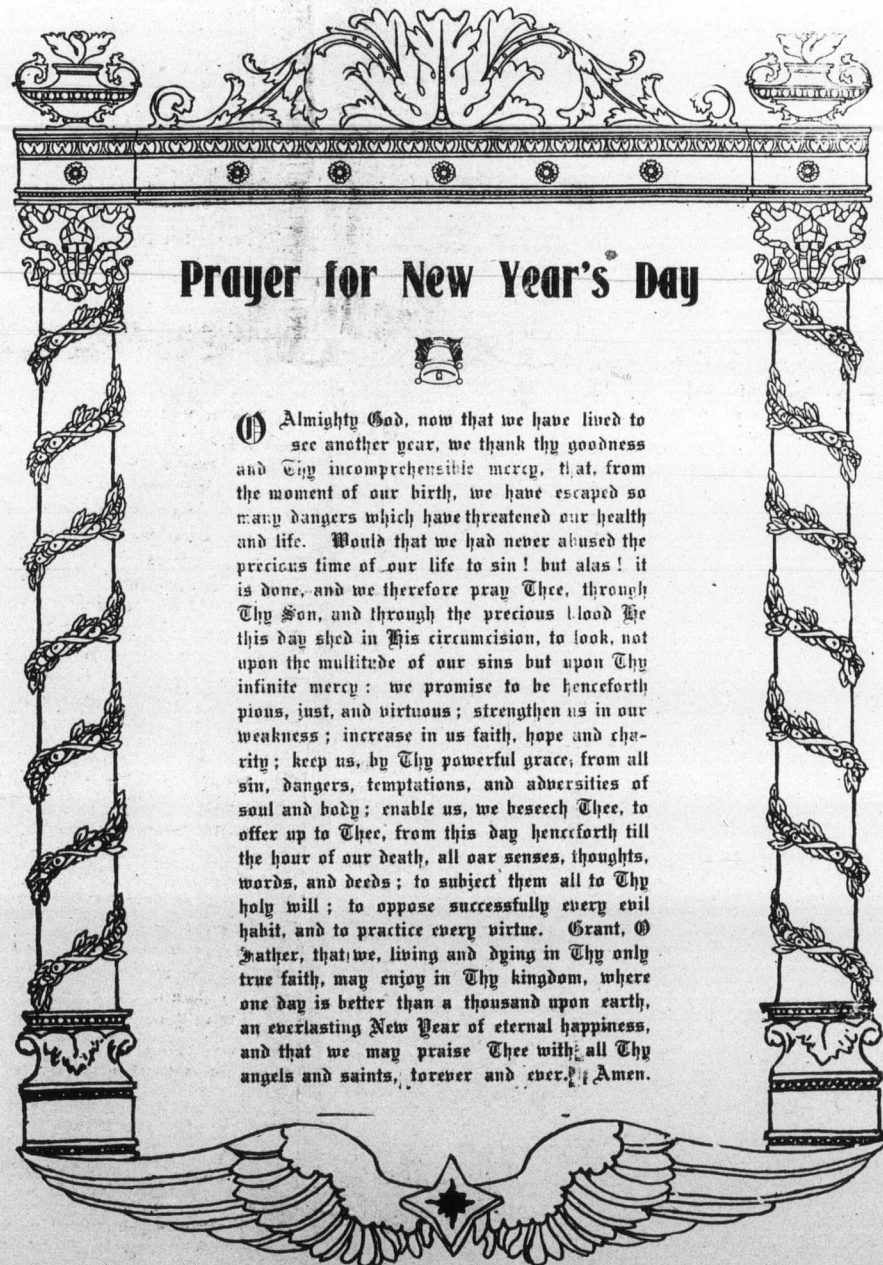 Prayer for New Year's Day
O Almighty God, now that we have lived to
see another year, we thank thy goodness
and Thy incomprehensible mercy, that, from
the moment of our birth, we have escaped so
many dangers which have threatened our health
and life. Would that we had never abused the
precious time of our life to sin! but alas! it
is done, and we therefore pray Thee, through
Thy Son, and through the precious blood He
this day shed in His circumcision, to look, not
upon the multitude of our sins but upon Thy
infinite mercy: we promise to be henceforth
pious, just, and virtuous; strengthen us in our
weakness; increase in us faith, hope and cha-
rity; keep us, by Thy powerful grace, from all
sin, dangers, temptations, and adversities of
soul and body; enable us, we beseech Thee, to
offer up to Thee, from this day henceforth till
the hour of our death, all oar senses, thoughts,
words, and deeds; to subject them all to Thy
holy will; to oppose successfully every evil
habit, and to practice every virtue. Grant, O
Father, that we, living and dying in Thy only
true faith, may enjoy in Thy kingdom, where
one day is better than a thousand upon earth,
an everlasting New Year of eternal happiness,
and that we may praise Thee with all Thy
angels and saints, torever and ever. Amen.